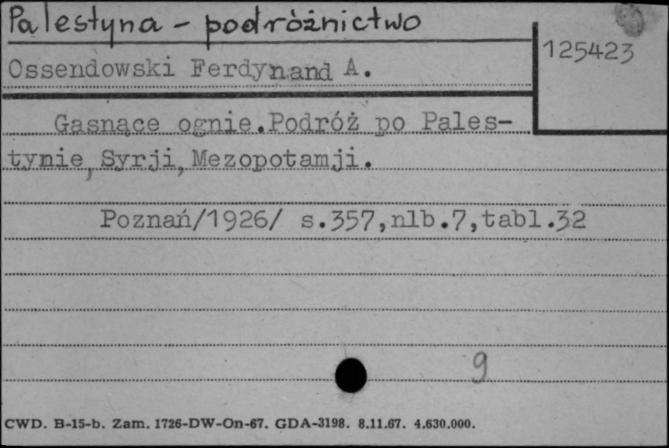 Palestyna - podróżnictwo
125423
Ossendowski Ferdynand A.
Gasnące ognie.Podróż po Pales-
tynie, Syrji, Mezopotamji.
Poznań/1926/ s.357,nlb.7,tabl.32
9
CWD. B-15-b. Zam. 1726-DW-On-67. GDA-3198. 8.11.67. 4.630.000.